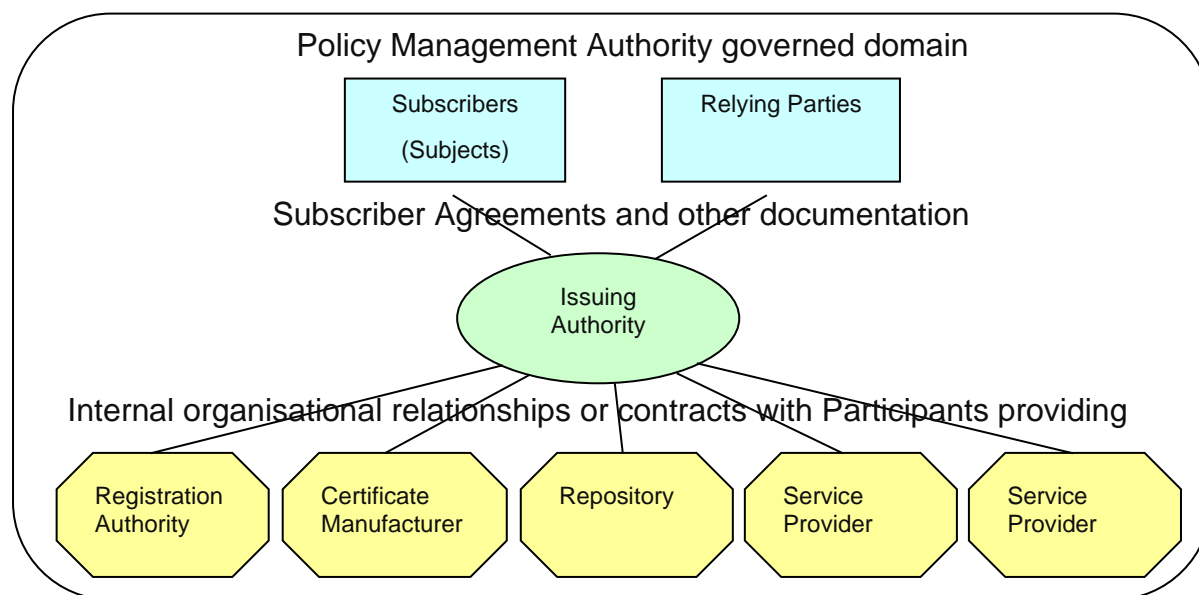 Policy Management Authority governed domain
Subscribers
(Subjects)
Relying Parties
Subscriber Agreements and other documentation
Issuing
Authority
Internal organisational relationships or contracts with Participants providing
Registration
Authority
Certificate
Manufacturer
Repository
Service
Provider
Service
Provider